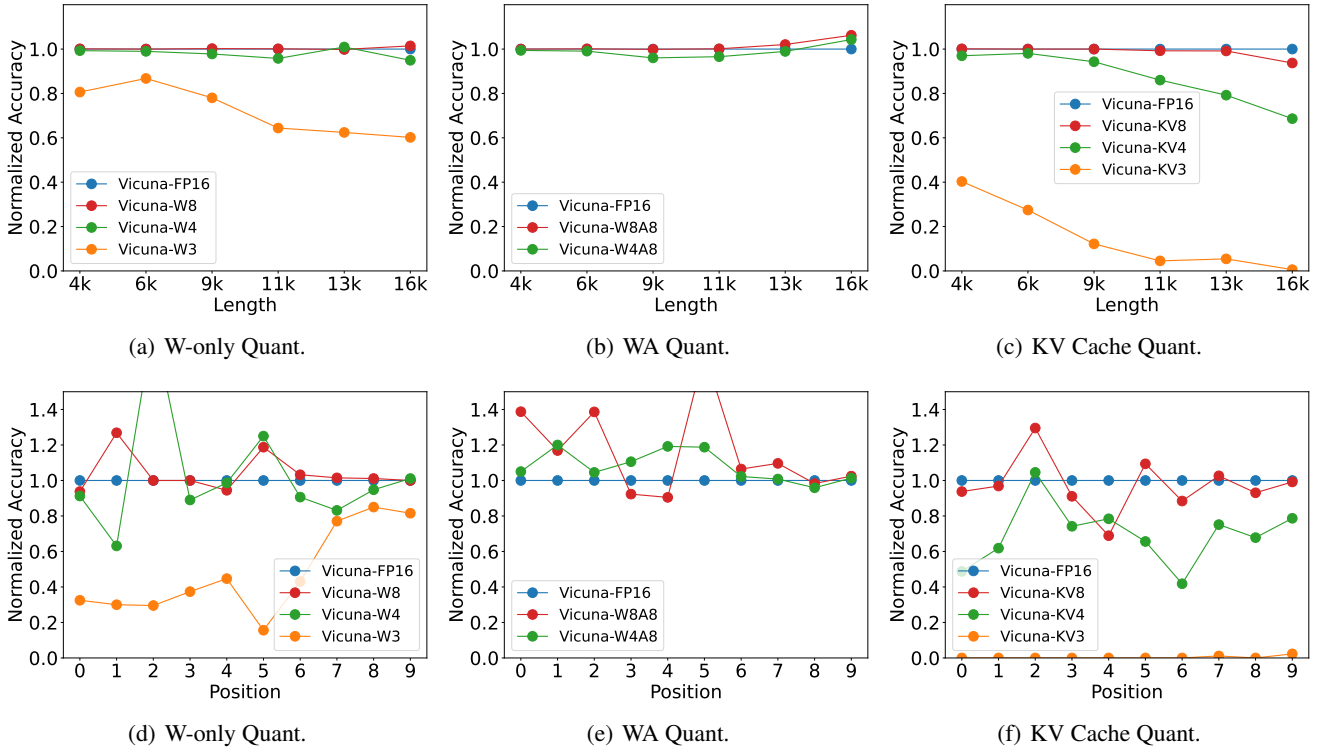 Normalized Accuracy
1.0
0.8
0.6
0.4
0.2
0.0
Vicuna-FP16
Vicuna-W8
Vicuna-W4
Vicuna-W3
4k 6k 9k 11k 13k 16k
Length
(a) W-only Quant.
Normalized Accuracy
1.0
0.8
0.6
0.4
0.2
0.0
Vicuna-FP16
Vicuna-W8A8
Vicuna-W4A8
4k 6k 9k 11k 13k 16k
Length
(b) WA Quant.
Normalized Accuracy
1.0
0.8
0.6
0.4
0.2
0.0
Vicuna-FP16
Vicuna-KV8
Vicuna-KV4
Vicuna-KV3
4k 6k 9k 11k 13k 16k
Length
(c) KV Cache Quant.
Normalized Accuracy
1.4
1.2
1.0
0.8
0.6
0.4
0.2
0.0
Vicuna-FP16
Vicuna-W8
Vicuna-W4
Vicuna-W3
0 1 2 3 4 5 6 7 8 9
Position
(d) W-only Quant.
Normalized Accuracy
1.4
1.2
1.0
0.8
0.6
0.4
0.2
0.0
Vicuna-FP16
Vicuna-W8A8
Vicuna-W4A8
0 1 2 3 4 5 6 7 8 9
Position
(e) WA Quant.
Normalized Accuracy
1.4
1.2
1.0
0.8
0.6
0.4
0.2
0.0
Vicuna-FP16
Vicuna-KV8
Vicuna-KV4
Vicuna-KV3
0 1 2 3 4 5 6 7 8 9
Position
(f) KV Cache Quant.